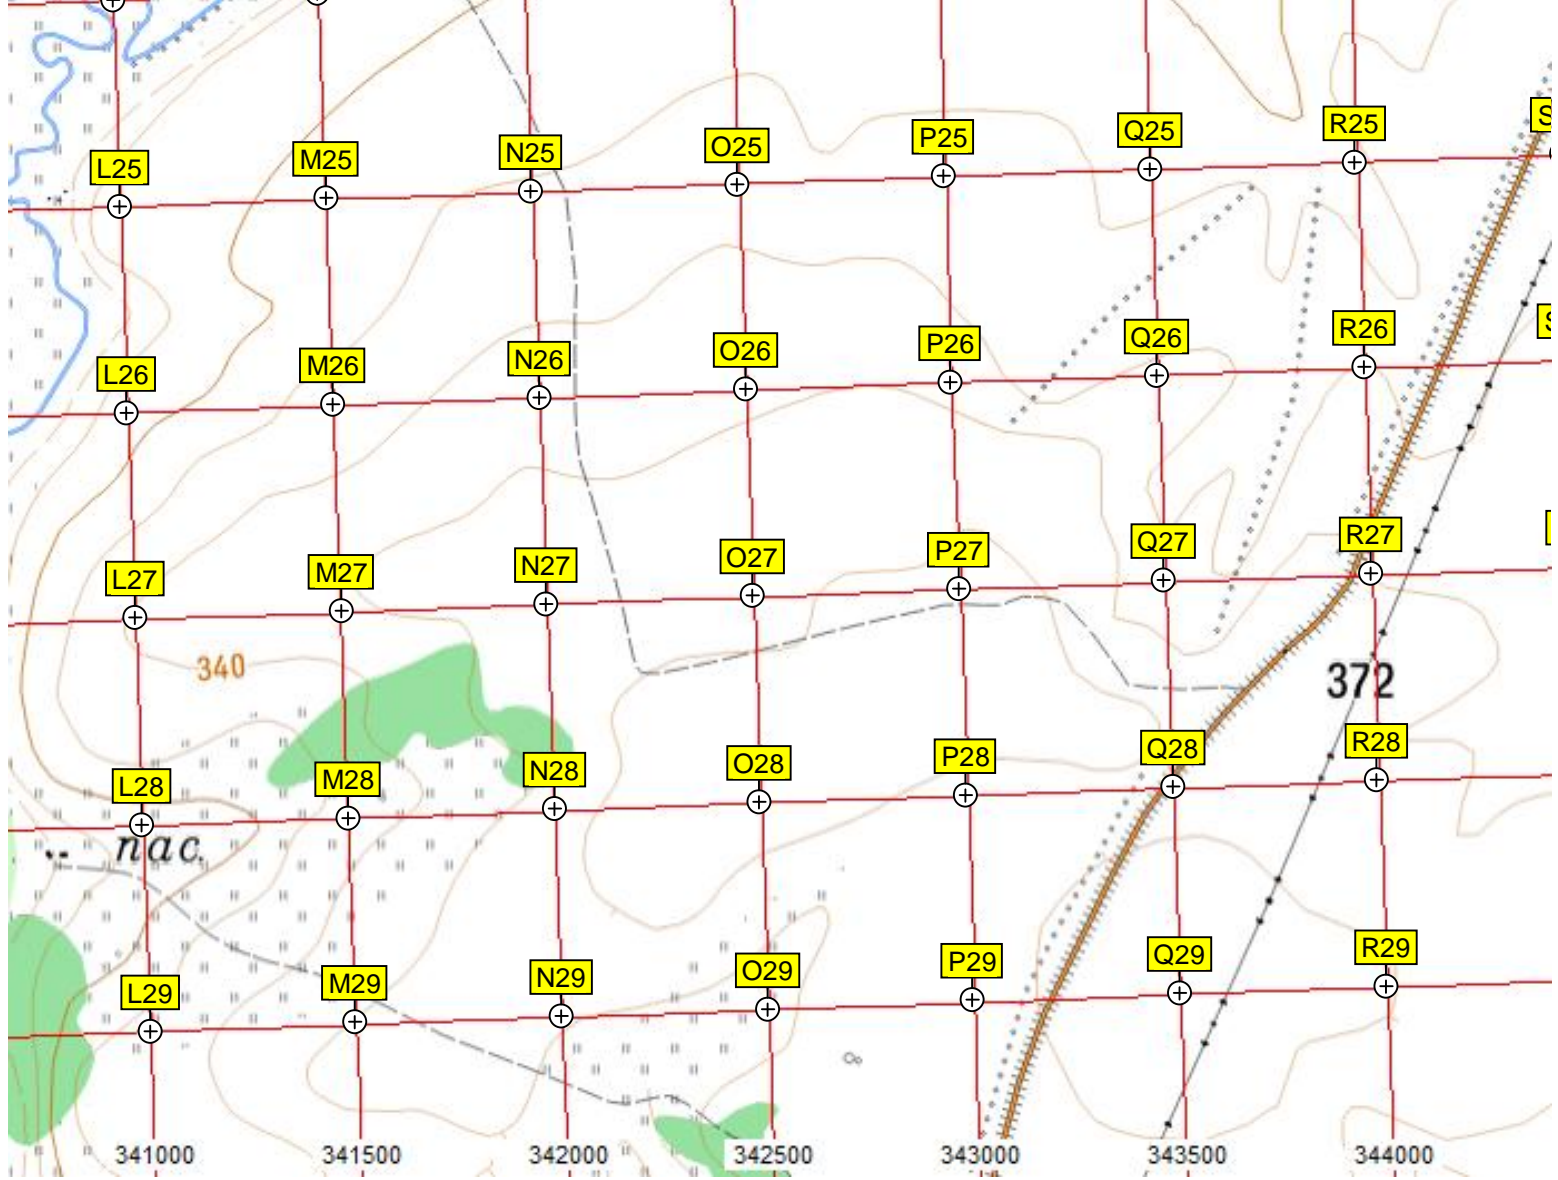 L25 M25 N25 O25 P25 Q25 R25 S
L26 M26 N26 O26 P26 Q26 R26
L27 M27 N27 O27 P27 Q27 R27
340
372
L28 M28 N28 O28 P28 Q28 R28
пас.
L29 M29 N29 O29 P29 Q29 R29
341000 341500 342000 342500 343000 343500 344000